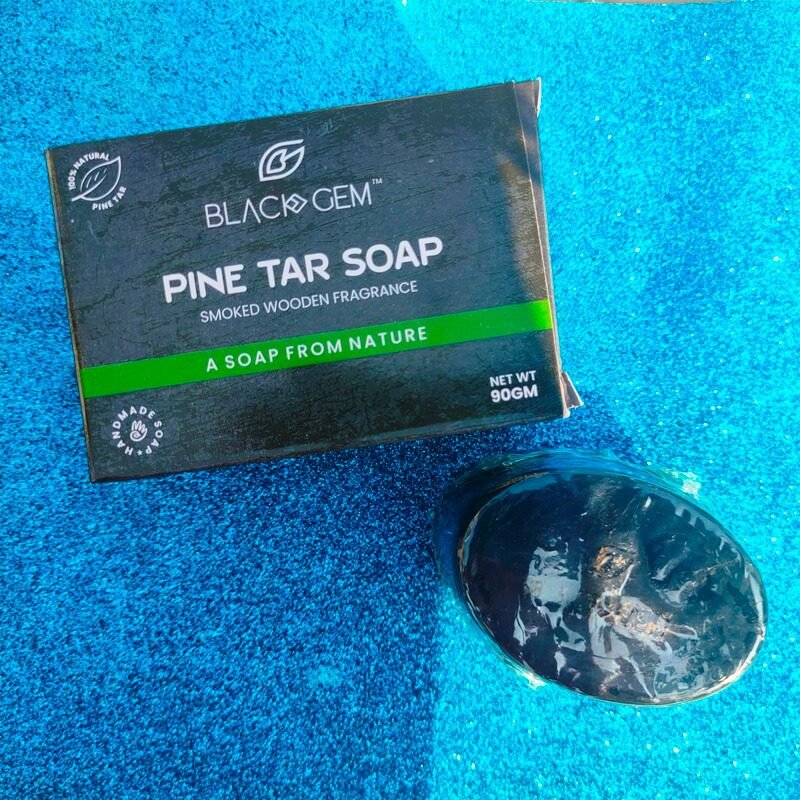 100% NATURAL
PINE TAR
BLACK GEM™
PINE TAR SOAP
SMOKED WOODEN FRAGRANCE
A SOAP FROM NATURE
NET WT
90GM
HANDMADE SOAP